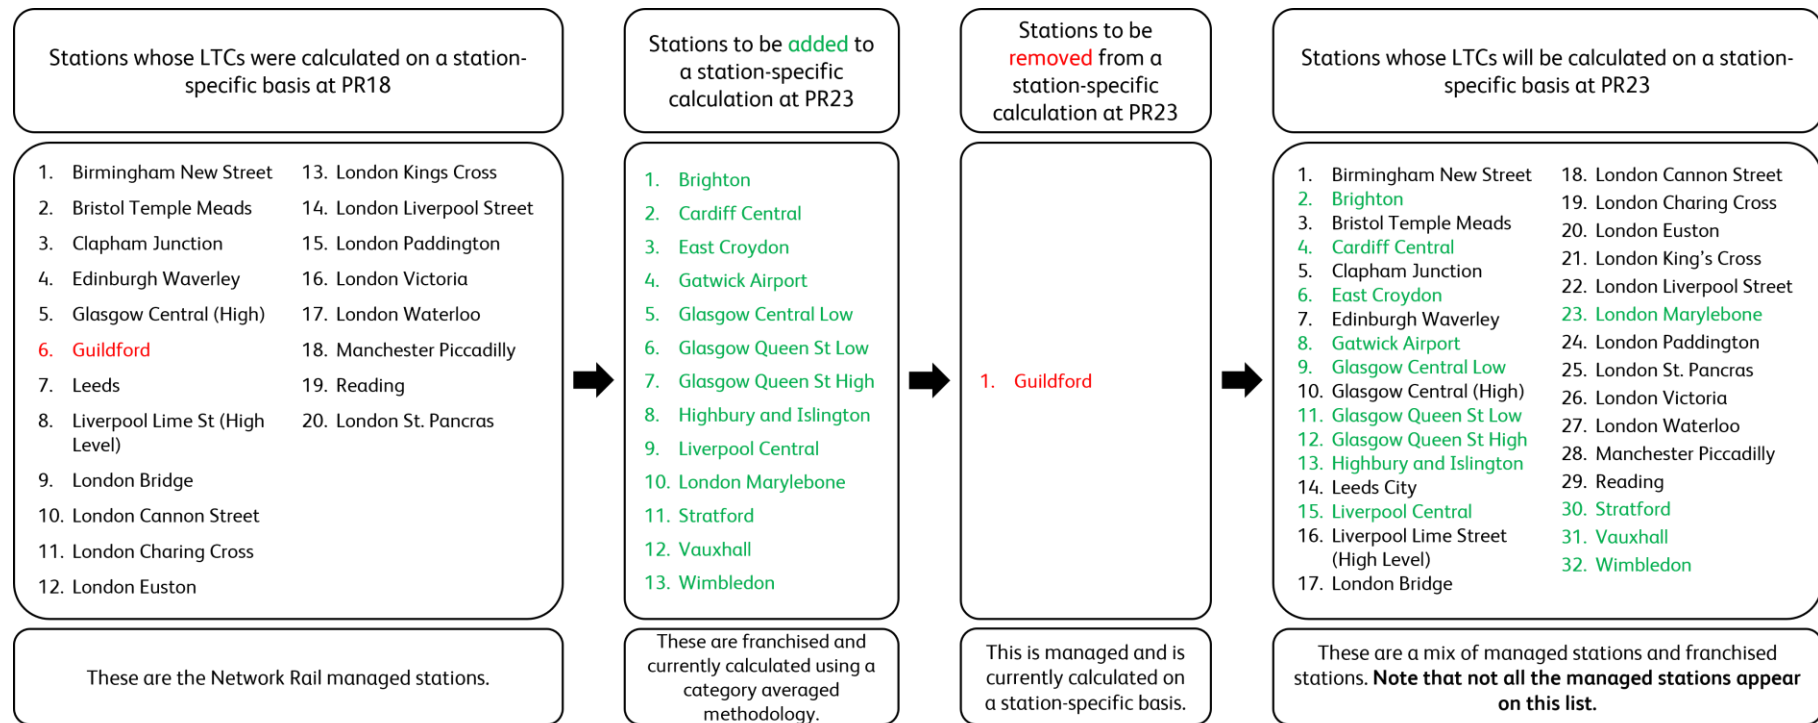 Stations whose LTCs were calculated on a station-
specific basis at PR18
1. Birmingham New Street
2. Bristol Temple Meads
3. Clapham Junction
4. Edinburgh Waverley
5. Glasgow Central (High)
6. Guildford
7. Leeds
8. Liverpool Lime St (High
Level)
9. London Bridge
10. London Cannon Street
11. London Charing Cross
12. London Euston
13. London Kings Cross
14. London Liverpool Street
15. London Paddington
16. London Victoria
17. London Waterloo
18. Manchester Piccadilly
19. Reading
20. London St. Pancras
These are the Network Rail managed stations.
Stations to be added to
a station-specific
calculation at PR23
1. Brighton
2. Cardiff Central
3. East Croydon
4. Gatwick Airport
5. Glasgow Central Low
6. Glasgow Queen St Low
7. Glasgow Queen St High
8. Highbury and Islington
9. Liverpool Central
10. London Marylebone
11. Stratford
12. Vauxhall
13. Wimbledon
These are franchised and
currently calculated using a
category averaged
methodology.
Stations to be
removed from a
station-specific
calculation at PR23
1. Guildford
This is managed and is
currently calculated on
a station-specific basis.
Stations whose LTCs will be calculated on a station-
specific basis at PR23
1. Birmingham New Street
2. Brighton
3. Bristol Temple Meads
4. Cardiff Central
5. Clapham Junction
6. East Croydon
7. Edinburgh Waverley
8. Gatwick Airport
9. Glasgow Central Low
10. Glasgow Central (High)
11. Glasgow Queen St Low
12. Glasgow Queen St High
13. Highbury and Islington
14. Leeds City
15. Liverpool Central
16. Liverpool Lime Street
(High Level)
17. London Bridge
18. London Cannon Street
19. London Charing Cross
20. London Euston
21. London King's Cross
22. London Liverpool Street
23. London Marylebone
24. London Paddington
25. London St. Pancras
26. London Victoria
27. London Waterloo
28. Manchester Piccadilly
29. Reading
30. Stratford
31. Vauxhall
32. Wimbledon
These are a mix of managed stations and franchised
stations. Note that not all the managed stations appear
on this list.